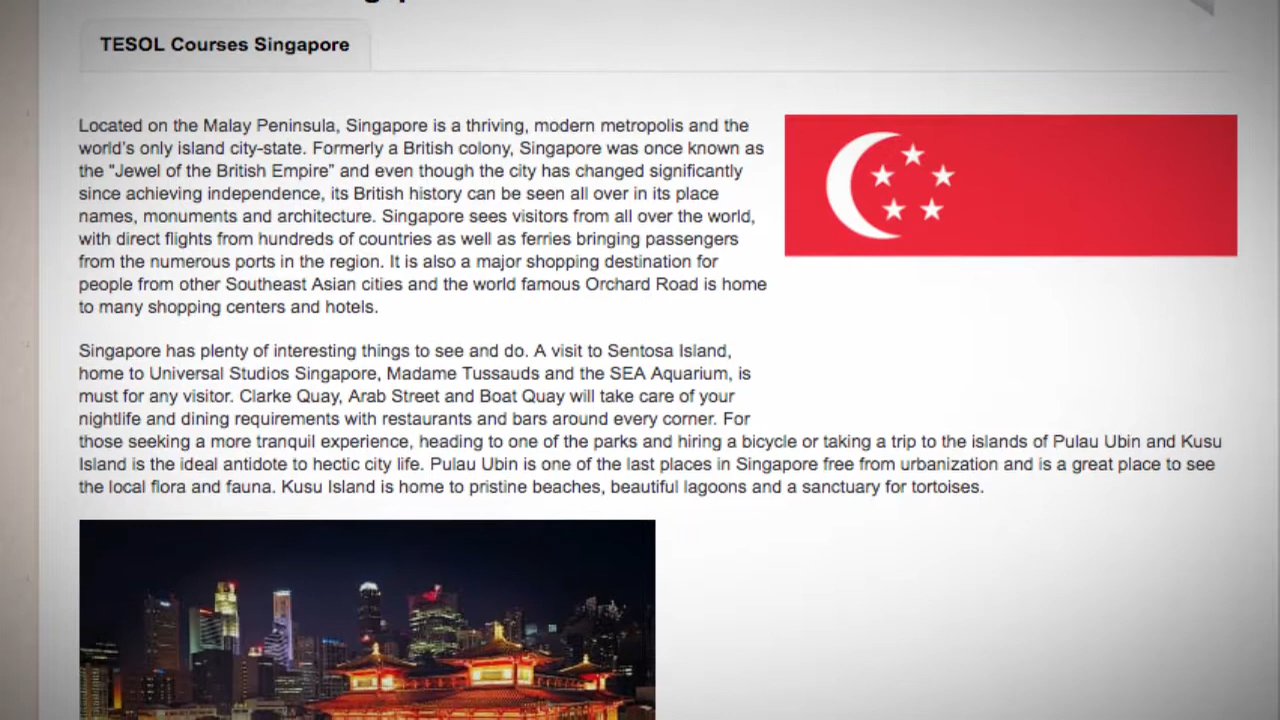 TESOL Courses Singapore
Located on the Malay Peninsula, Singapore is a thriving, modern metropolis and the
world's only island city-state. Formerly a British colony, Singapore was once known as
the "Jewel of the British Empire" and even though the city has changed significantly
since achieving independence, its British history can be seen all over in its place
names, monuments and architecture. Singapore sees visitors from all over the world,
with direct flights from hundreds of countries as well as ferries bringing passengers
from the numerous ports in the region. It is also a major shopping destination for
people from other Southeast Asian cities and the world famous Orchard Road is home
to many shopping centers and hotels.
Singapore has plenty of interesting things to see and do. A visit to Sentosa Island,
home to Universal Studios Singapore, Madame Tussauds and the SEA Aquarium, is
must for any visitor. Clarke Quay, Arab Street and Boat Quay will take care of your
nightlife and dining requirements with restaurants and bars around every corner. For
those seeking a more tranquil experience, heading to one of the parks and hiring a bicycle or taking a trip to the islands of Pulau Ubin and Kusu
Island is the ideal antidote to hectic city life. Pulau Ubin is one of the last places in Singapore free from urbanization and is a great place to see
the local flora and fauna. Kusu Island is home to pristine beaches, beautiful lagoons and a sanctuary for tortoises.